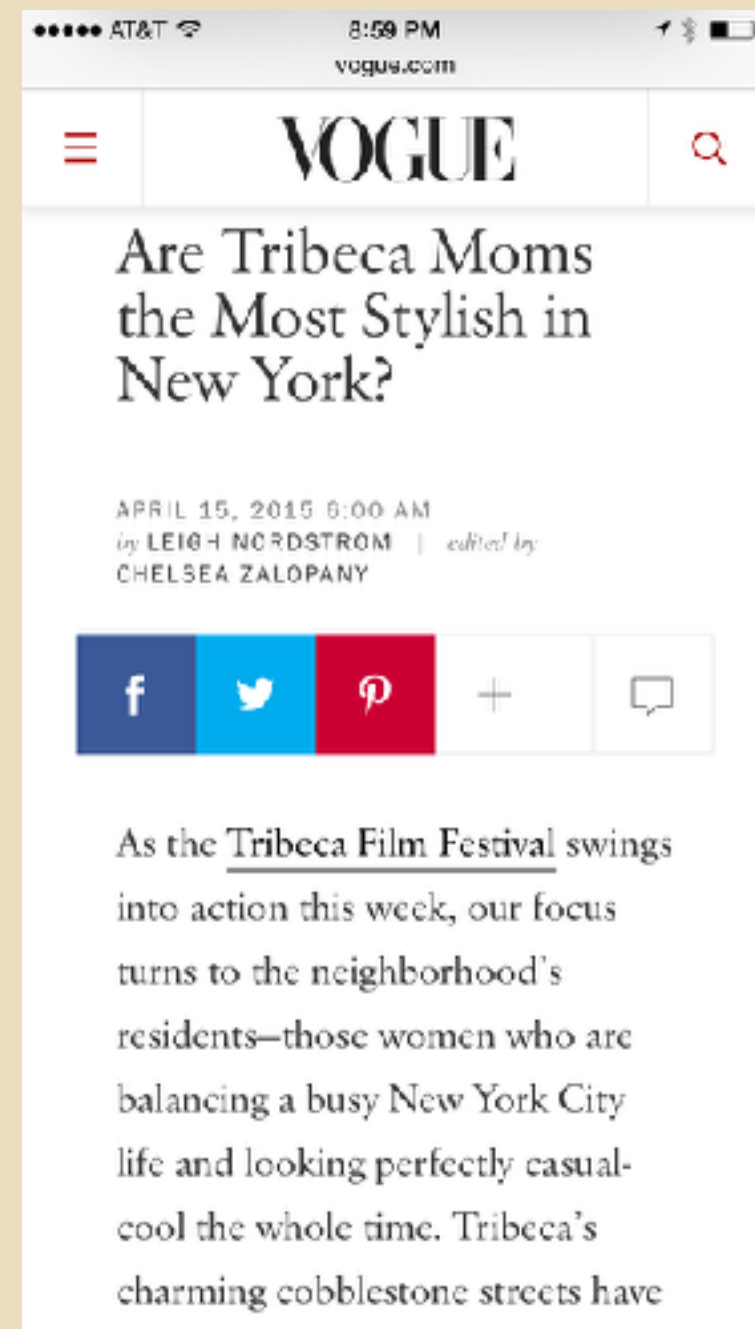 AT&T 8:59 PM
vogue.com
VOGUE
Are Tribeca Moms
the Most Stylish in
New York?
APRIL 15, 2015 6:00 AM
by LEIGH NORDSTROM | edited by
CHELSEA ZALOPANY
f
As the Tribeca Film Festival swings
into action this week, our focus
turns to the neighborhood's
residents—those women who are
balancing a busy New York City
life and looking perfectly casual-
cool the whole time. Tribeca's
charming cobblestone streets have